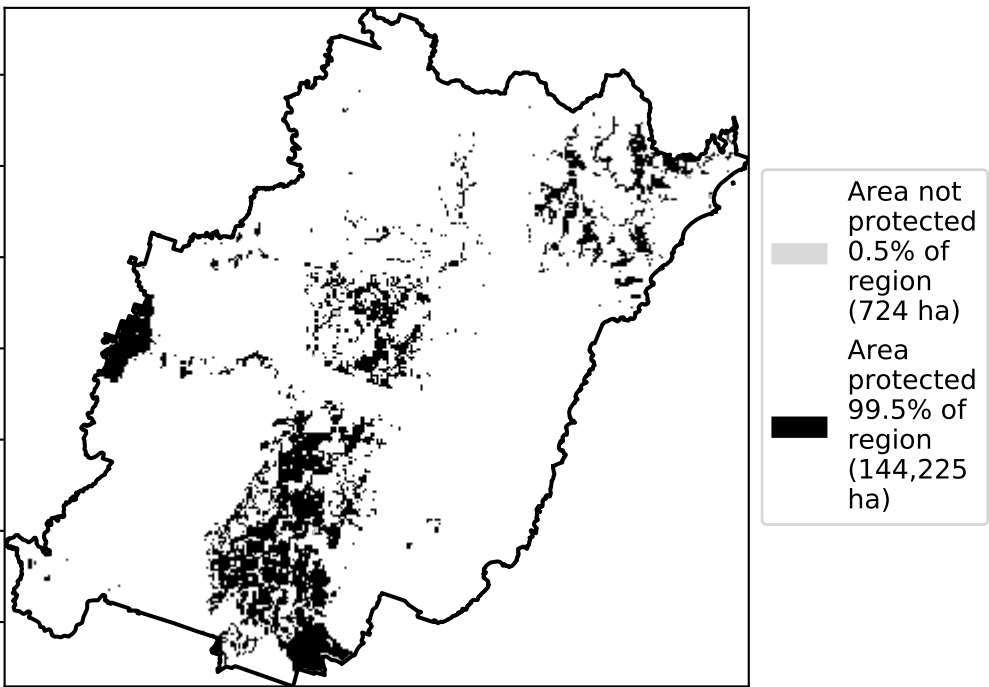 Area not
protected
0.5% of
region
(724 ha)
Area
protected
99.5% of
region
(144,225
ha)